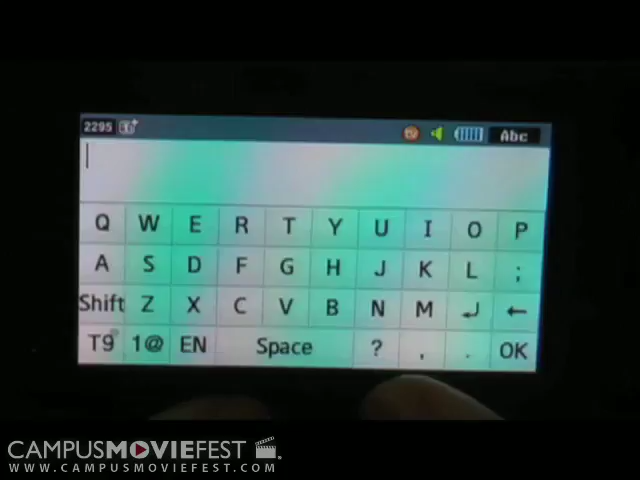 2295 Abc
Q W E R T Y U I O P
A S D F G H J K L ;
Shift Z X C V B N M
T9 1@ EN Space ? , . OK
CAMPUSMOVIEFEST
WWW.CAMPUSMOVIEFEST.COM